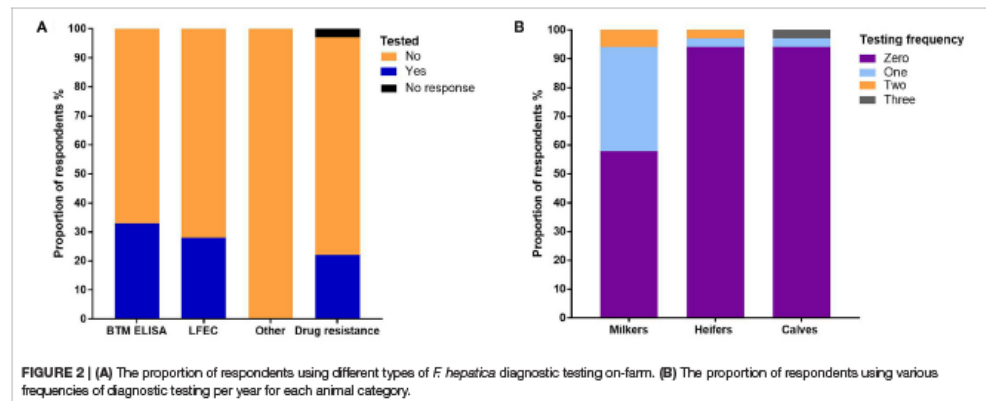 A
Proportion of respondents %
100
90
80
70
60
50
40
30
20
10
0
BTM ELISA LFEC Other Drug resistance
Tested
No
Yes
No response
B
Proportion of respondents %
100
90
80
70
60
50
40
30
20
10
0
Milkers Heifers Calves
Testing frequency
Zero
One
Two
Three
FIGURE 2 | (A) The proportion of respondents using different types of F. hepatica diagnostic testing on-farm. (B) The proportion of respondents using various
frequencies of diagnostic testing per year for each animal category.